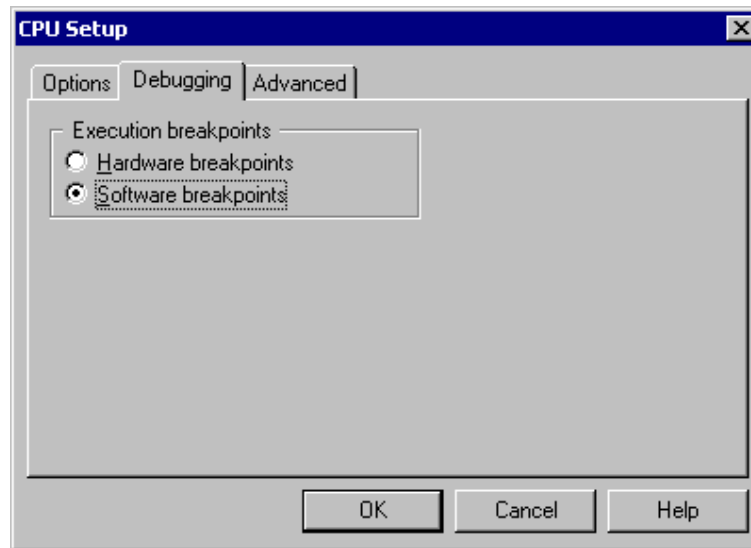 CPU Setup
Options Debugging Advanced
Execution breakpoints
Hardware breakpoints
Software breakpoints
OK Cancel Help